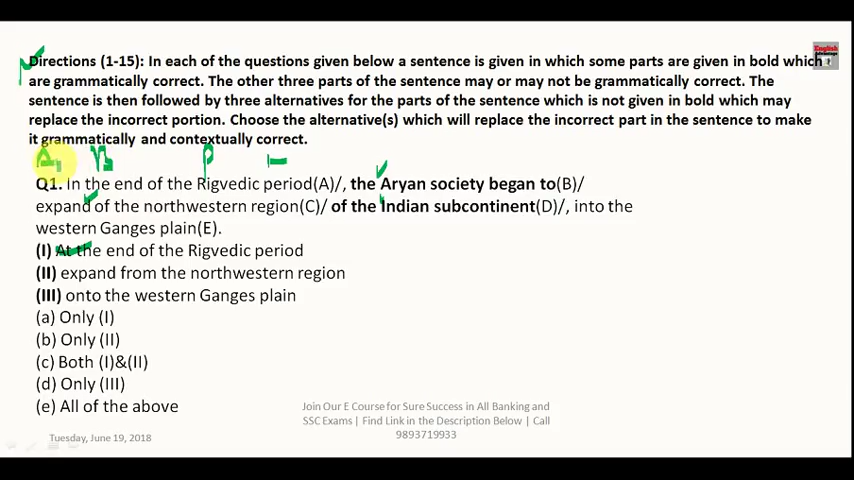 English
Directions (1-15): In each of the questions given below a sentence is given in which some parts are given in bold which
are grammatically correct. The other three parts of the sentence may or may not be grammatically correct. The
sentence is then followed by three alternatives for the parts of the sentence which is not given in bold which may
replace the incorrect portion. Choose the alternative(s) which will replace the incorrect part in the sentence to make
it grammatically and contextually correct.
Q1. In the end of the Rigvedic period(A)/, the Aryan society began to(B)/
expand of the northwestern region(C)/ of the Indian subcontinent(D)/, into the
western Ganges plain(E).
(I) At the end of the Rigvedic period
(II) expand from the northwestern region
(III) onto the western Ganges plain
(a) Only (I)
(b) Only (II)
(c) Both (I)&(II)
(d) Only (III)
(e) All of the above
Join Our E Course for Sure Success in All Banking and
SSC Exams | Find Link in the Description Below | Call
9893719933
Tuesday, June 19, 2018